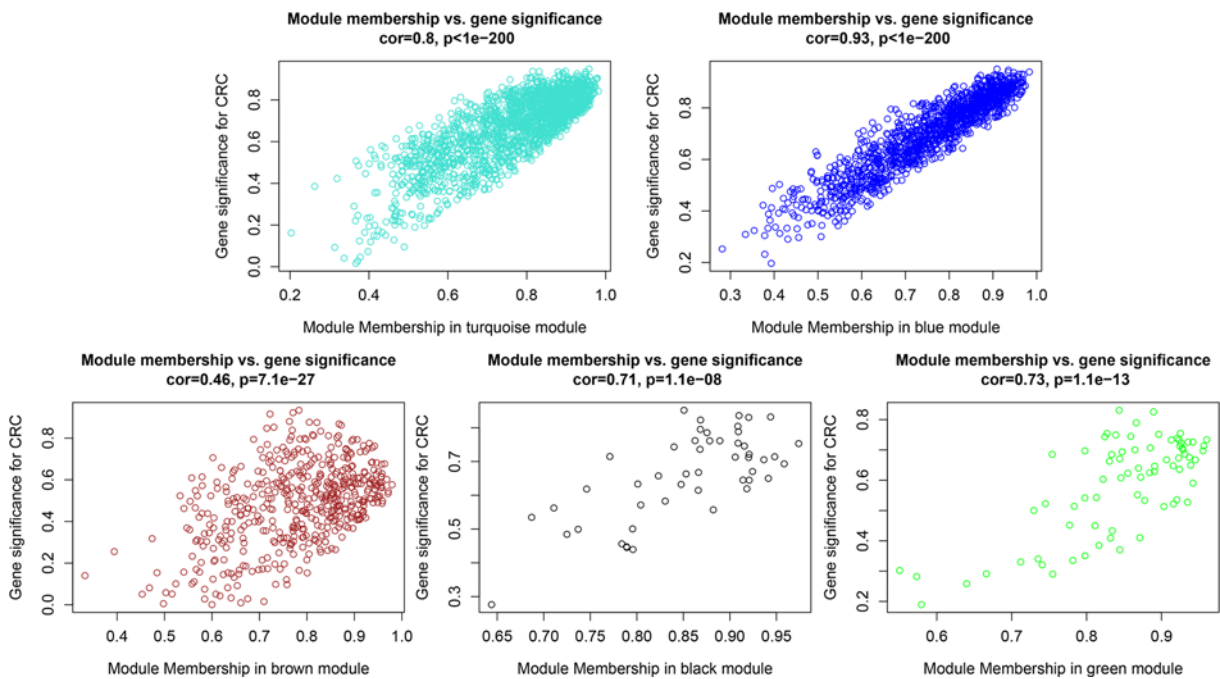 Module membership vs. gene significance
cor=0.8, p<1e−200
Gene significance for CRC
0.0 0.2 0.4 0.6 0.8
0.2 0.4 0.6 0.8 1.0
Module Membership in turquoise module
Module membership vs. gene significance
cor=0.93, p<1e−200
Gene significance for CRC
0.2 0.4 0.6 0.8
0.3 0.4 0.5 0.6 0.7 0.8 0.9 1.0
Module Membership in blue module
Module membership vs. gene significance
cor=0.46, p=7.1e−27
Gene significance for CRC
0.0 0.2 0.4 0.6 0.8
0.4 0.5 0.6 0.7 0.8 0.9 1.0
Module Membership in brown module
Module membership vs. gene significance
cor=0.71, p=1.1e−08
Gene significance for CRC
0.3 0.5 0.7
0.65 0.70 0.75 0.80 0.85 0.90 0.95
Module Membership in black module
Module membership vs. gene significance
cor=0.73, p=1.1e−13
Gene significance for CRC
0.2 0.3 0.4 0.5 0.6 0.7 0.8
0.6 0.7 0.8 0.9
Module Membership in green module